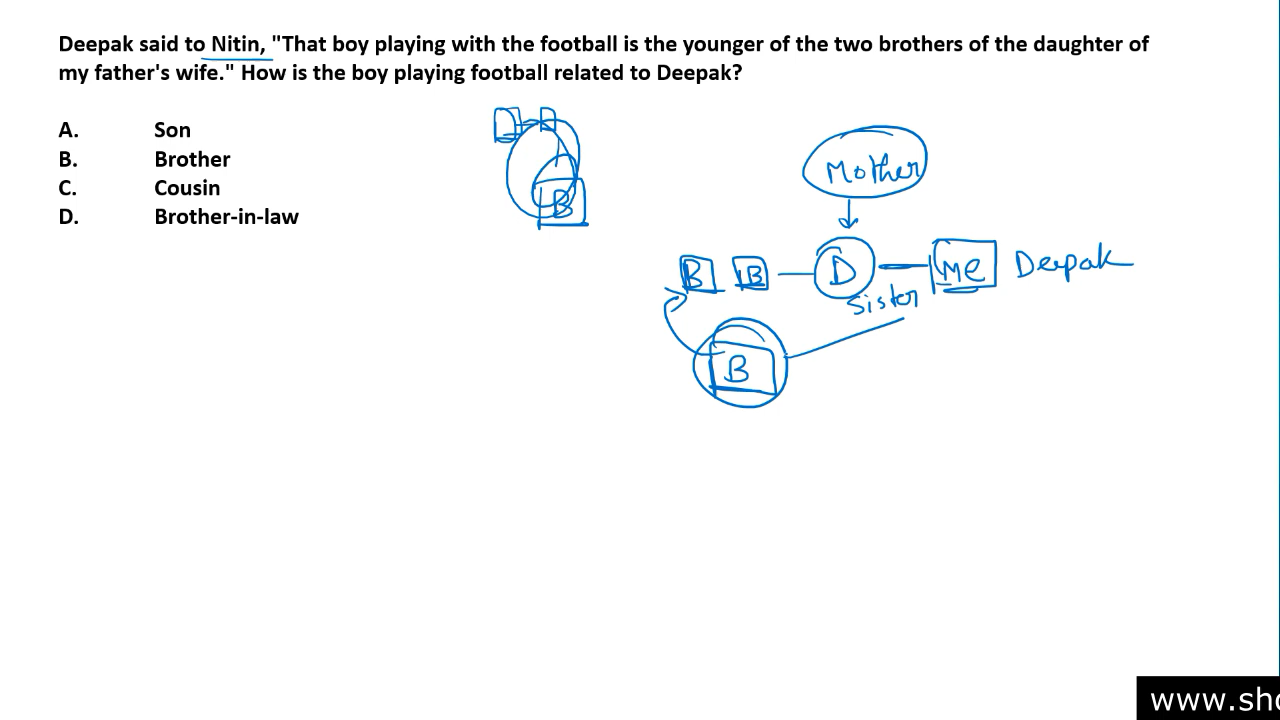 Deepak said to Nitin, "That boy playing with the football is the younger of the two brothers of the daughter of
my father's wife." How is the boy playing football related to Deepak?
A. Son
B. Brother
C. Cousin
D. Brother-in-law
B
Mother
B B D ME Deepak
Sister
B
www.sho